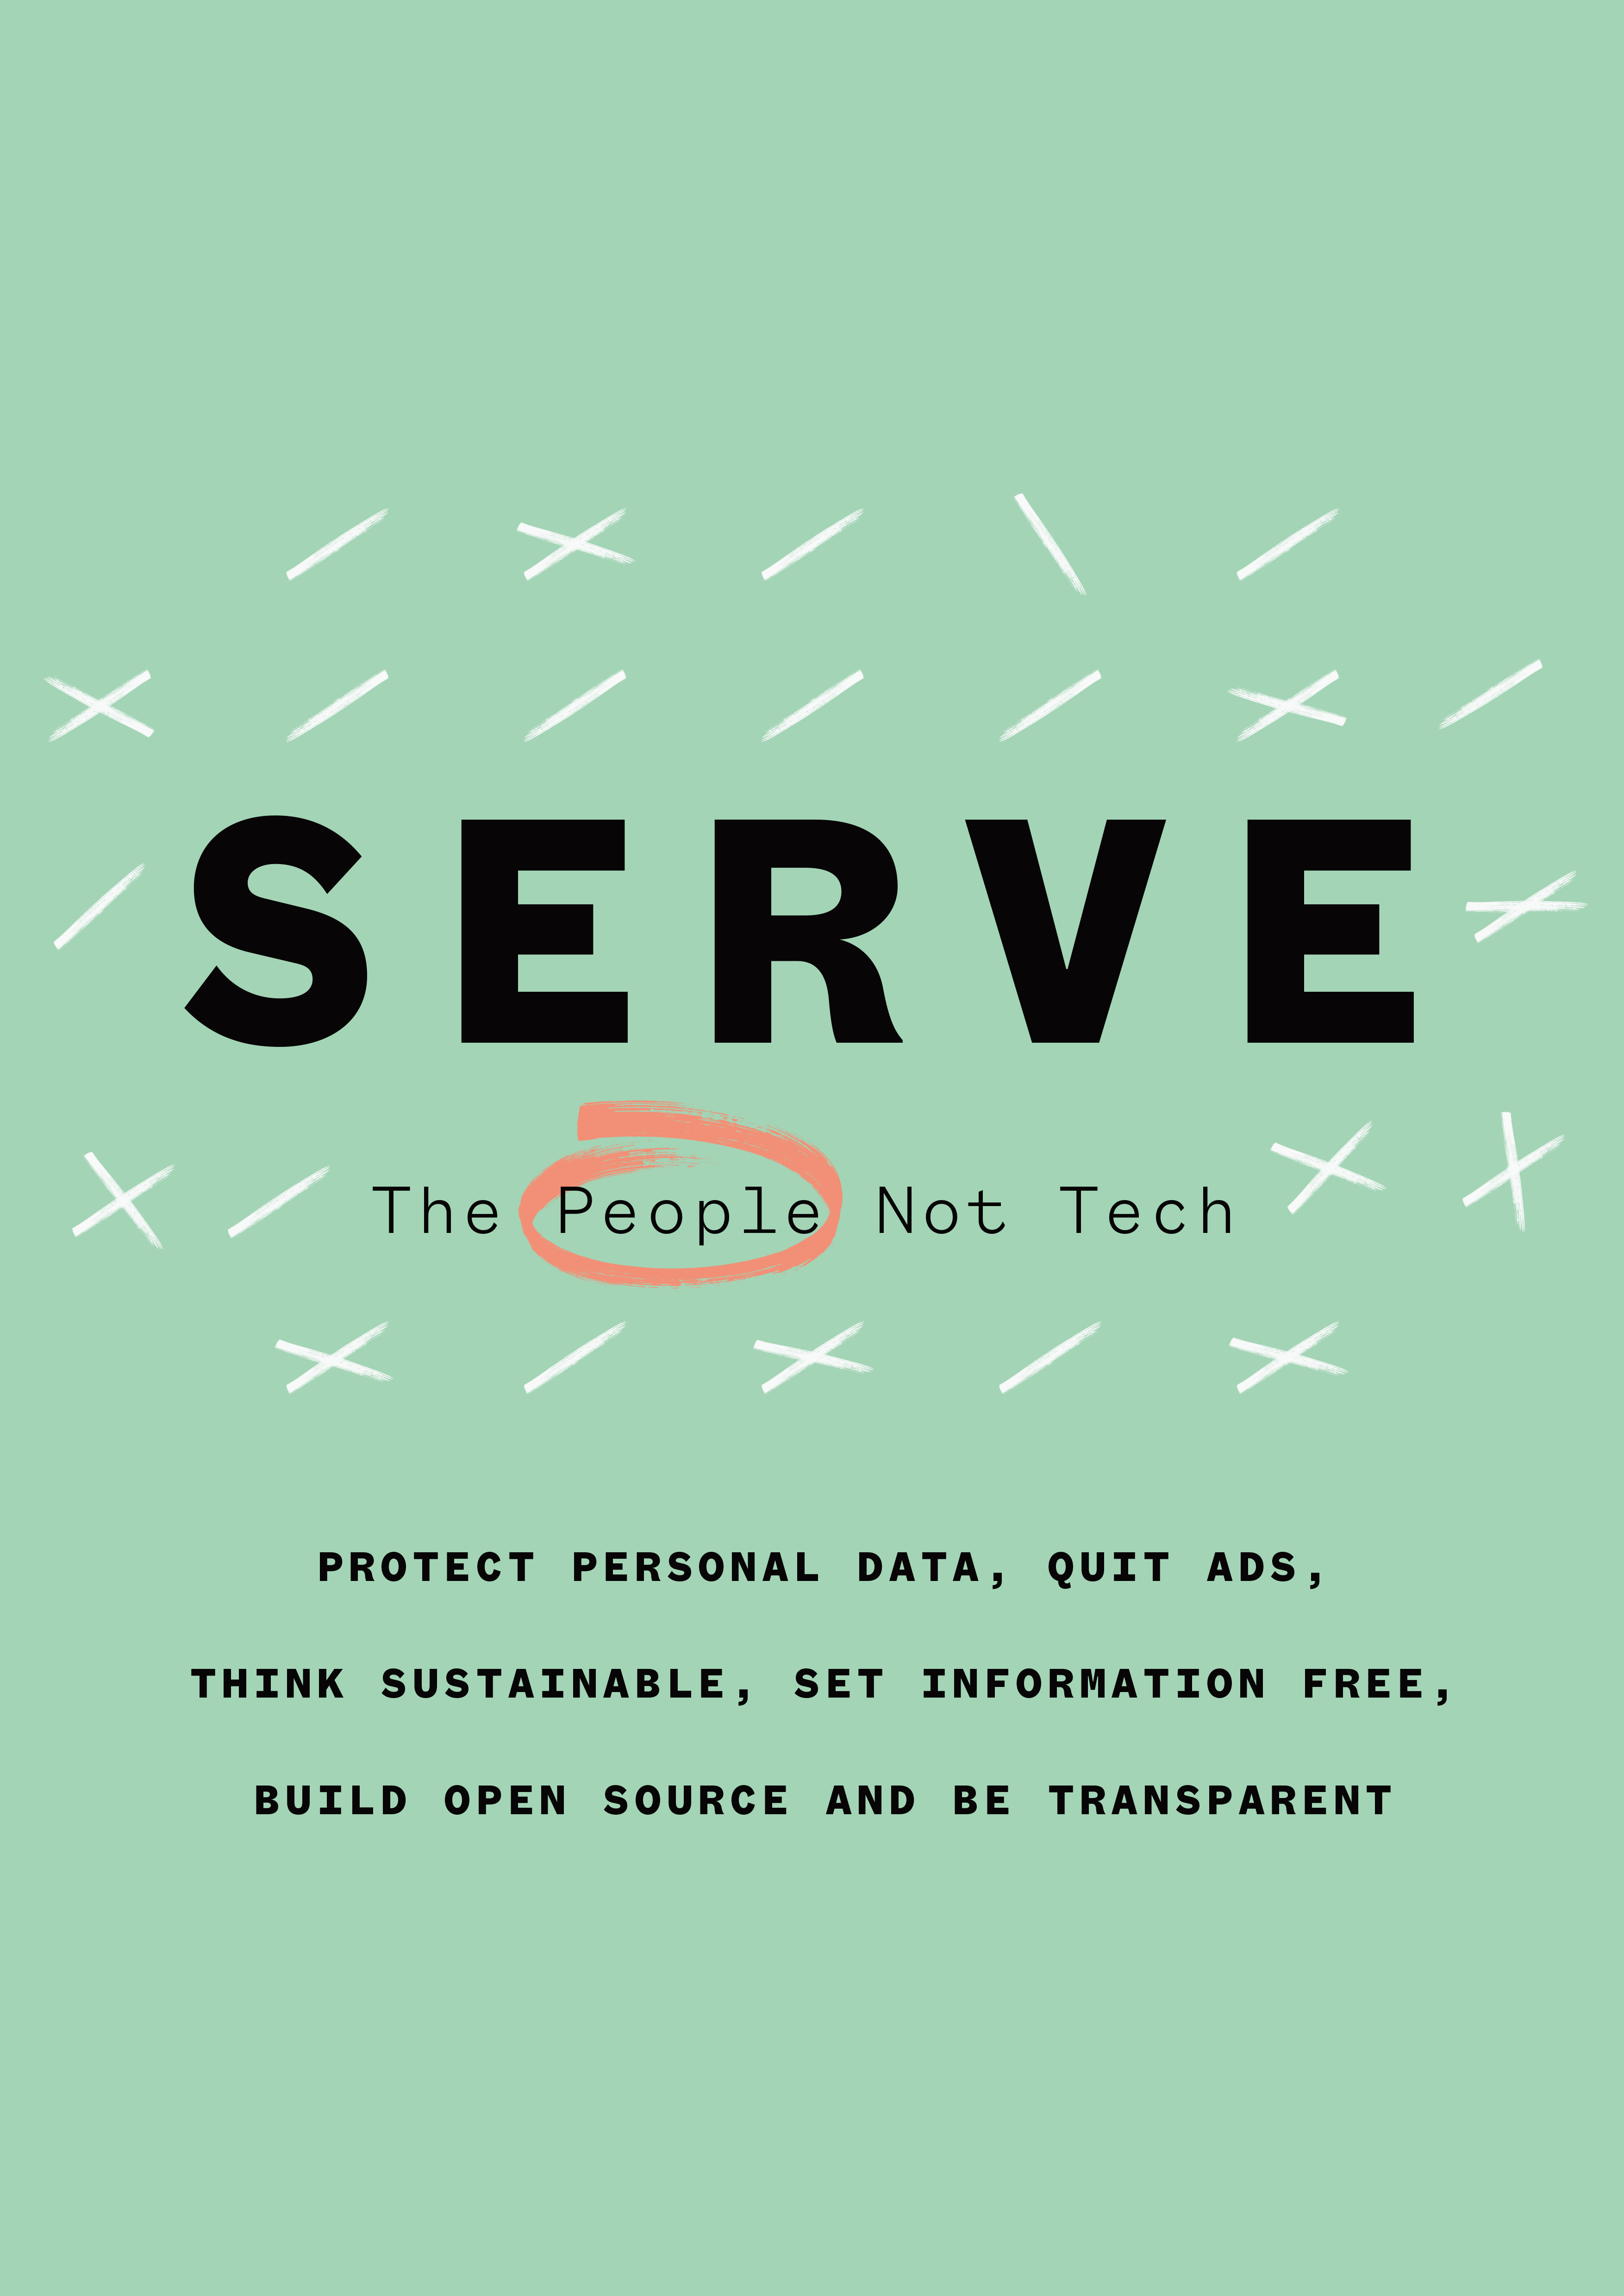 SERVE
The People Not Tech
PROTECT PERSONAL DATA, QUIT ADS,
THINK SUSTAINABLE, SET INFORMATION FREE,
BUILD OPEN SOURCE AND BE TRANSPARENT